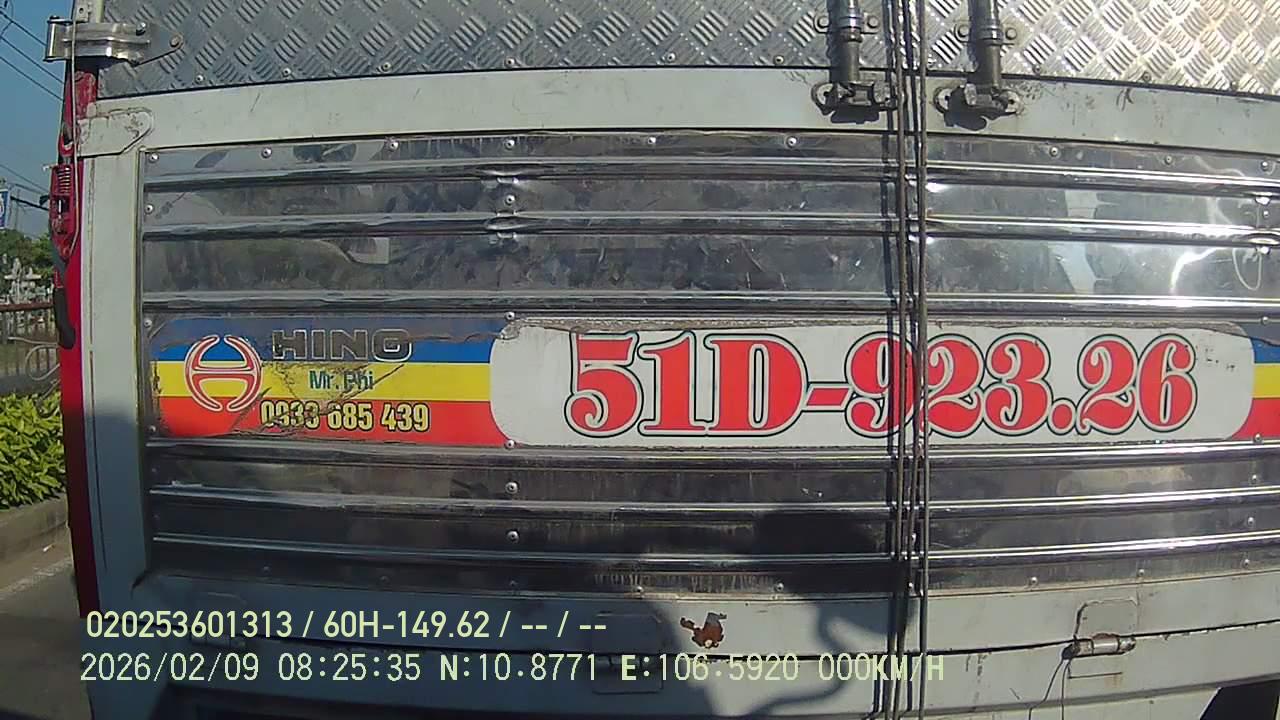 HINO
Mr. Phi
0933 685 439
51D-923.26
020253601313 / 60H-149.62 / -- / --
2026/02/09 08:25:35 N:10.8771 E:106.5920 000KM/H